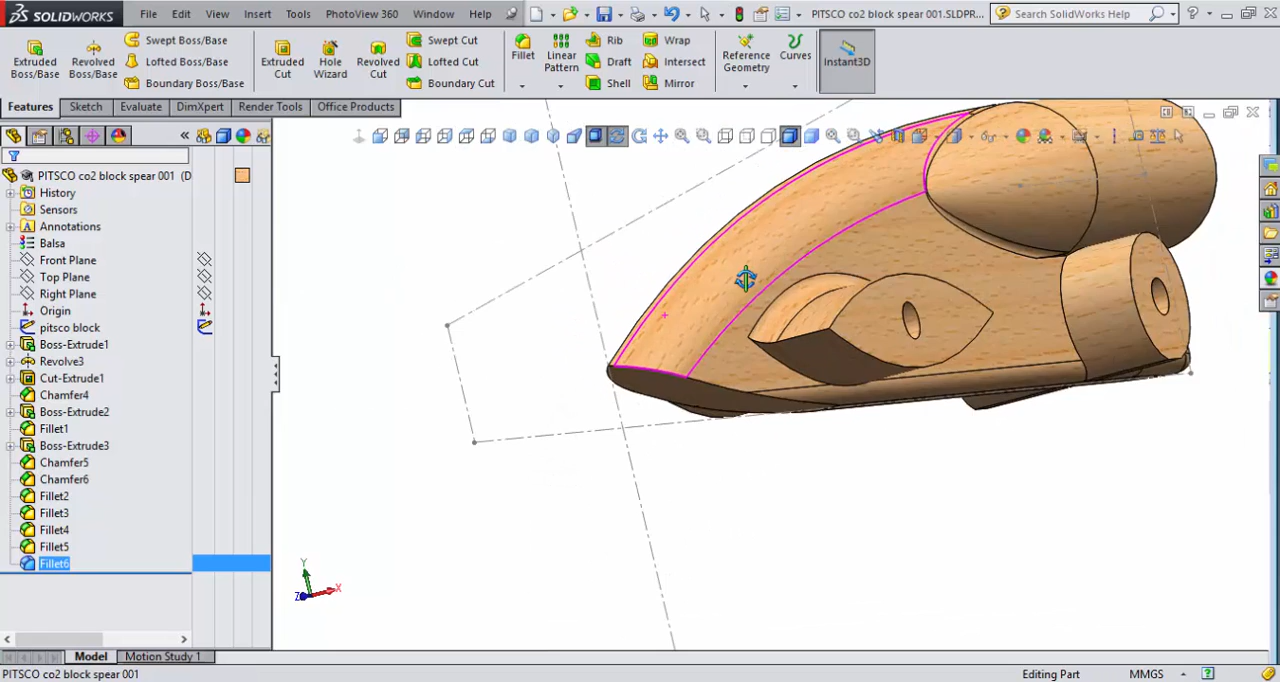 SOLIDWORKS File Edit View Insert Tools PhotoView 360 Window Help PITSCO co2 block spear 001.SLDPR... Search SolidWorks Help
Extruded Boss/Base
Revolved Boss/Base
Swept Boss/Base
Lofted Boss/Base
Boundary Boss/Base
Extruded Cut
Hole Wizard
Revolved Cut
Swept Cut
Lofted Cut
Boundary Cut
Fillet
Linear Pattern
Rib
Draft
Shell
Wrap
Intersect
Mirror
Reference Geometry
Curves
Instant3D
Features Sketch Evaluate DimXpert Render Tools Office Products
PITSCO co2 block spear 001 (D
History
Sensors
Annotations
Balsa
Front Plane
Top Plane
Right Plane
Origin
pitsco block
Boss-Extrude1
Revolve3
Cut-Extrude1
Chamfer4
Boss-Extrude2
Fillet1
Boss-Extrude3
Chamfer5
Chamfer6
Fillet2
Fillet3
Fillet4
Fillet5
Fillet6
Y
X
Z
Model Motion Study 1
PITSCO co2 block spear 001 Editing Part MMGS